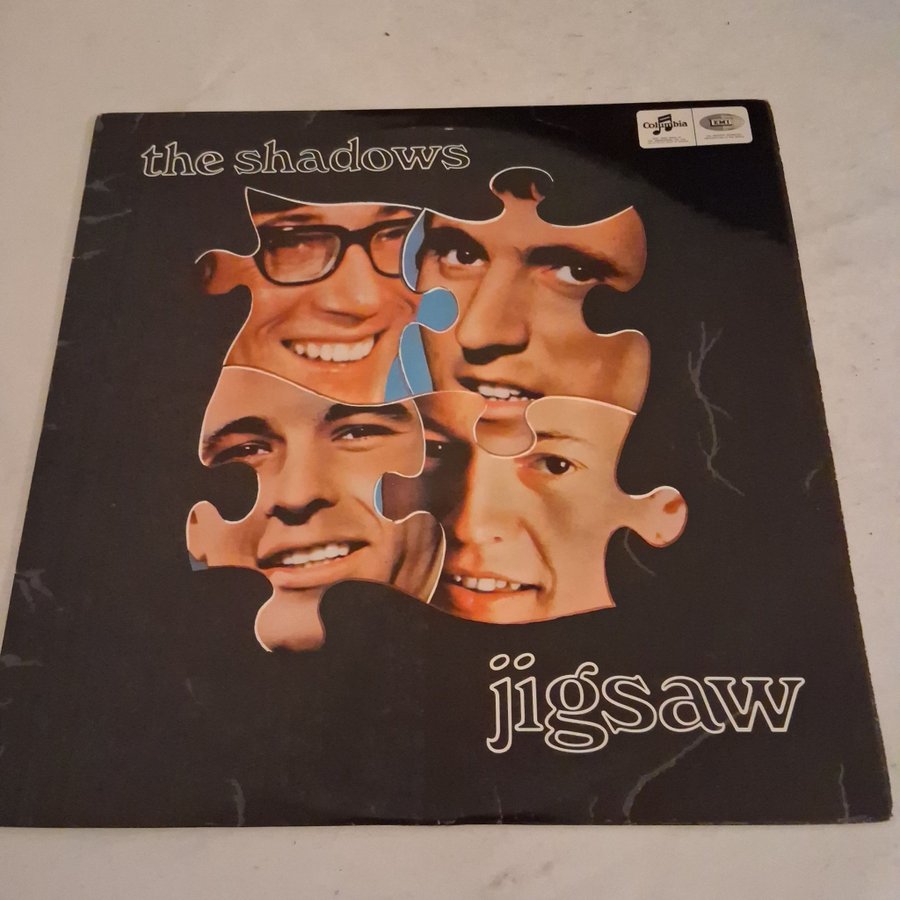 the shadows
Columbia
EMI
jigsaw